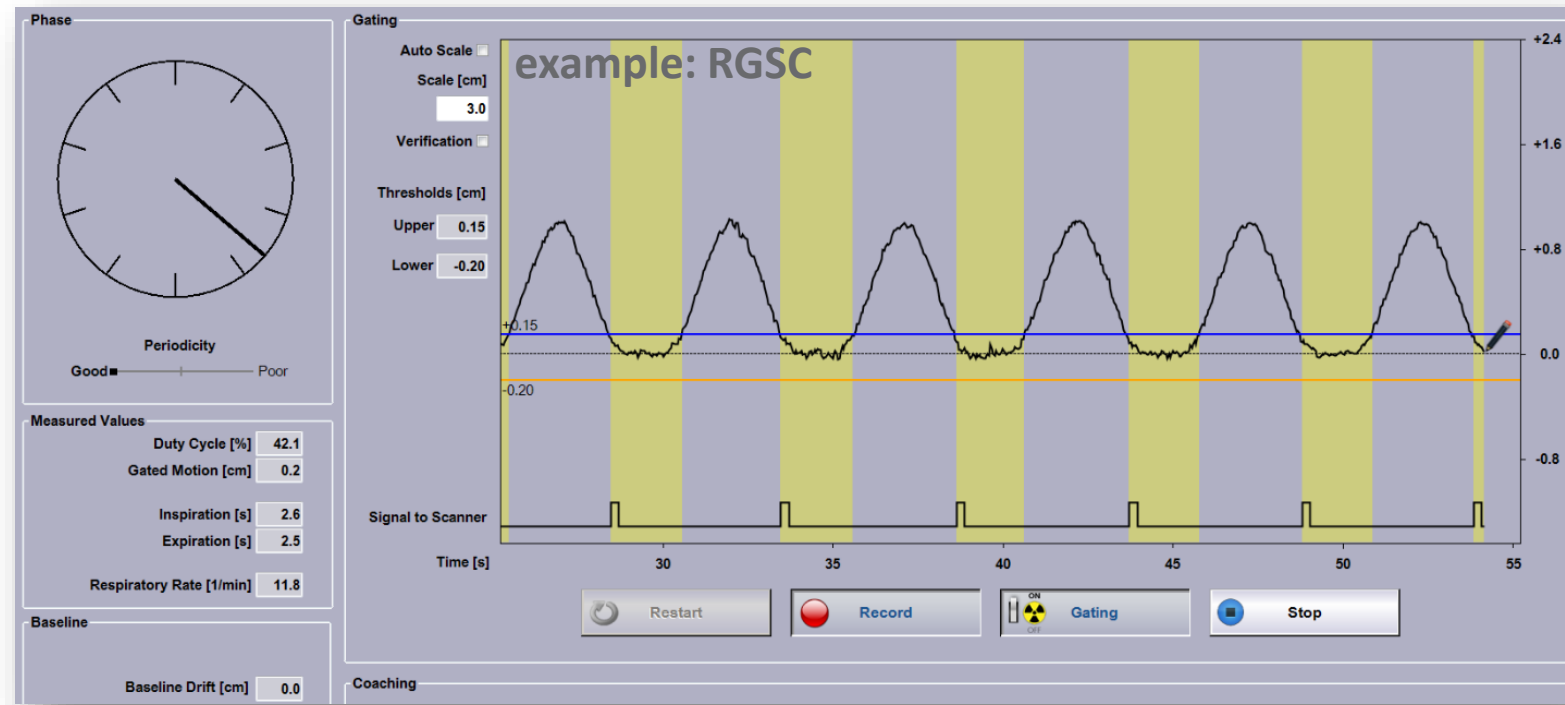 Phase
Periodicity
Good Poor
Measured Values
Duty Cycle [%] 42.1
Gated Motion [cm] 0.2
Inspiration [s] 2.6
Expiration [s] 2.5
Respiratory Rate [1/min] 11.8
Baseline
Baseline Drift [cm] 0.0
Gating
Auto Scale
Scale [cm]
3.0
Verification
Thresholds [cm]
Upper 0.15
Lower -0.20
example: RGSC
+2.4
+1.6
+0.8
0.0
-0.8
+0.15
-0.20
Signal to Scanner
Time [s] 30 35 40 45 50 55
Restart
Record
ON
OFF
Gating
Stop
Coaching